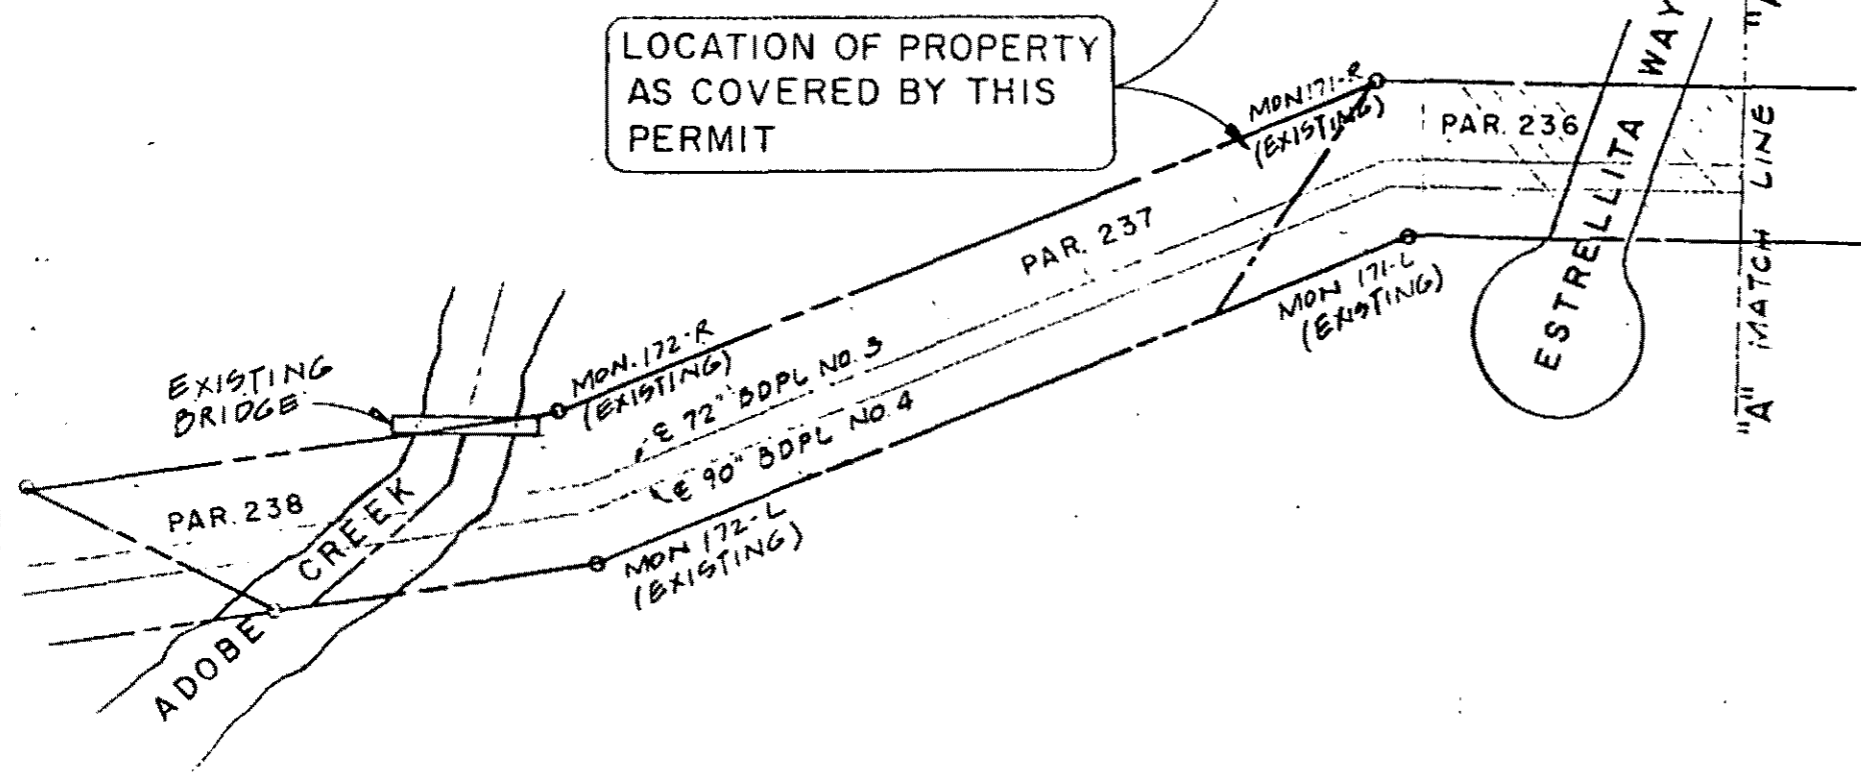 LOCATION OF PROPERTY
AS COVERED BY THIS
PERMIT
MON 171-R
(EXISTING)
PAR. 236
ESTRELLITA WAY
"A" MATCH LINE
PAR. 237
MON 171-L
(EXISTING)
MON. 172-R
(EXISTING)
EXISTING
BRIDGE
℄ 72" BDPL NO. 3
℄ 90" BDPL NO. 4
PAR. 238
MON 172-L
(EXISTING)
ADOBE CREEK